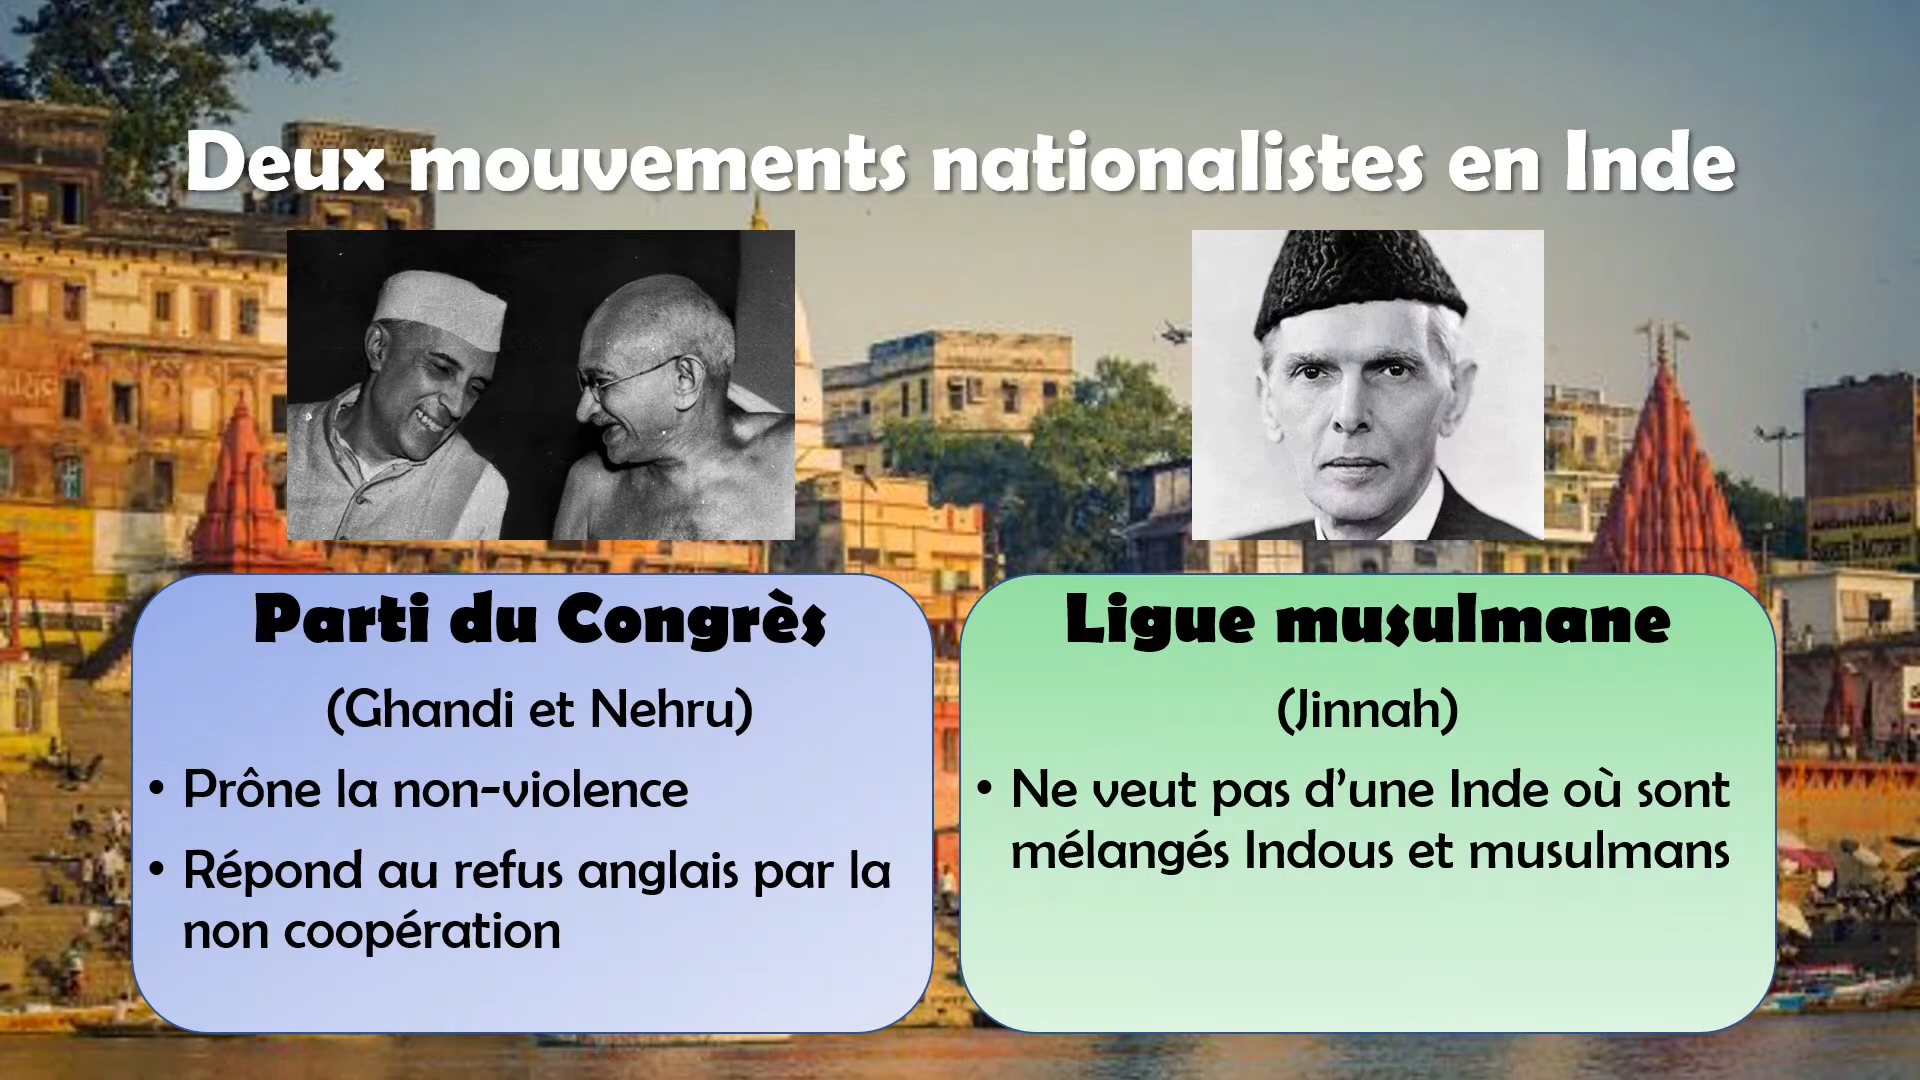 Deux mouvements nationalistes en Inde
Parti du Congrès
(Ghandi et Nehru)
• Prône la non-violence
• Répond au refus anglais par la
non coopération
Ligue musulmane
(Jinnah)
• Ne veut pas d’une Inde où sont
mélangés Indous et musulmans